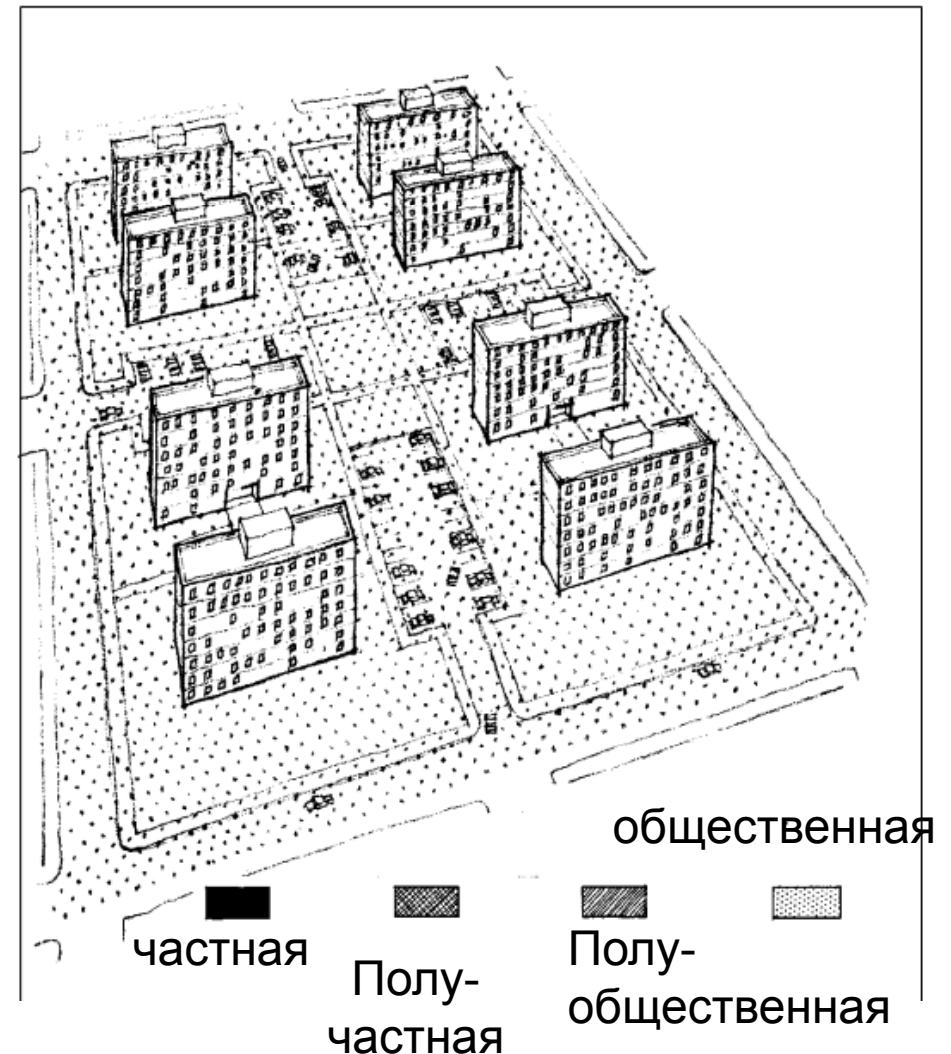 общественная
частная
Полу-
частная
Полу-
общественная